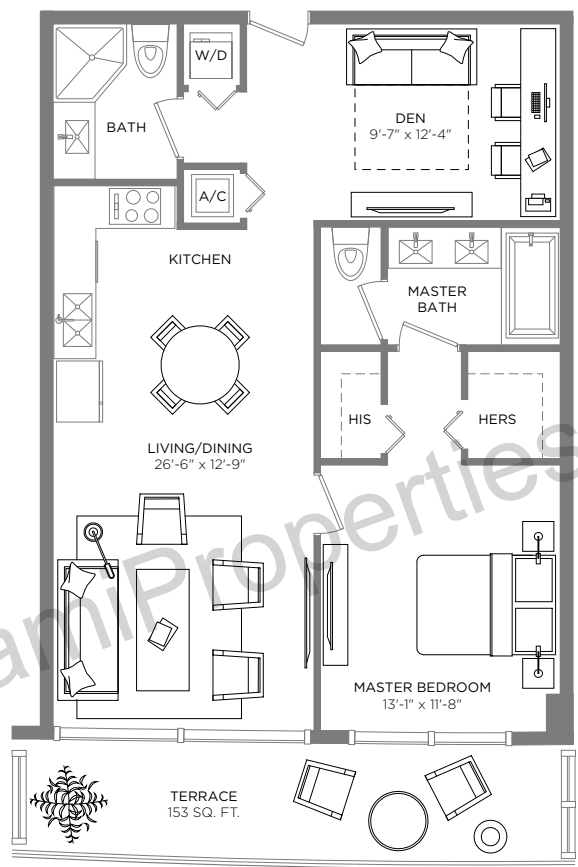 W/D
BATH
DEN
9'-7" x 12'-4"
A/C
KITCHEN
MASTER
BATH
HIS
HERS
LIVING/DINING
26'-6" x 12'-9"
amiProperties
MASTER BEDROOM
13'-1" x 11'-8"
TERRACE
153 SQ. FT.